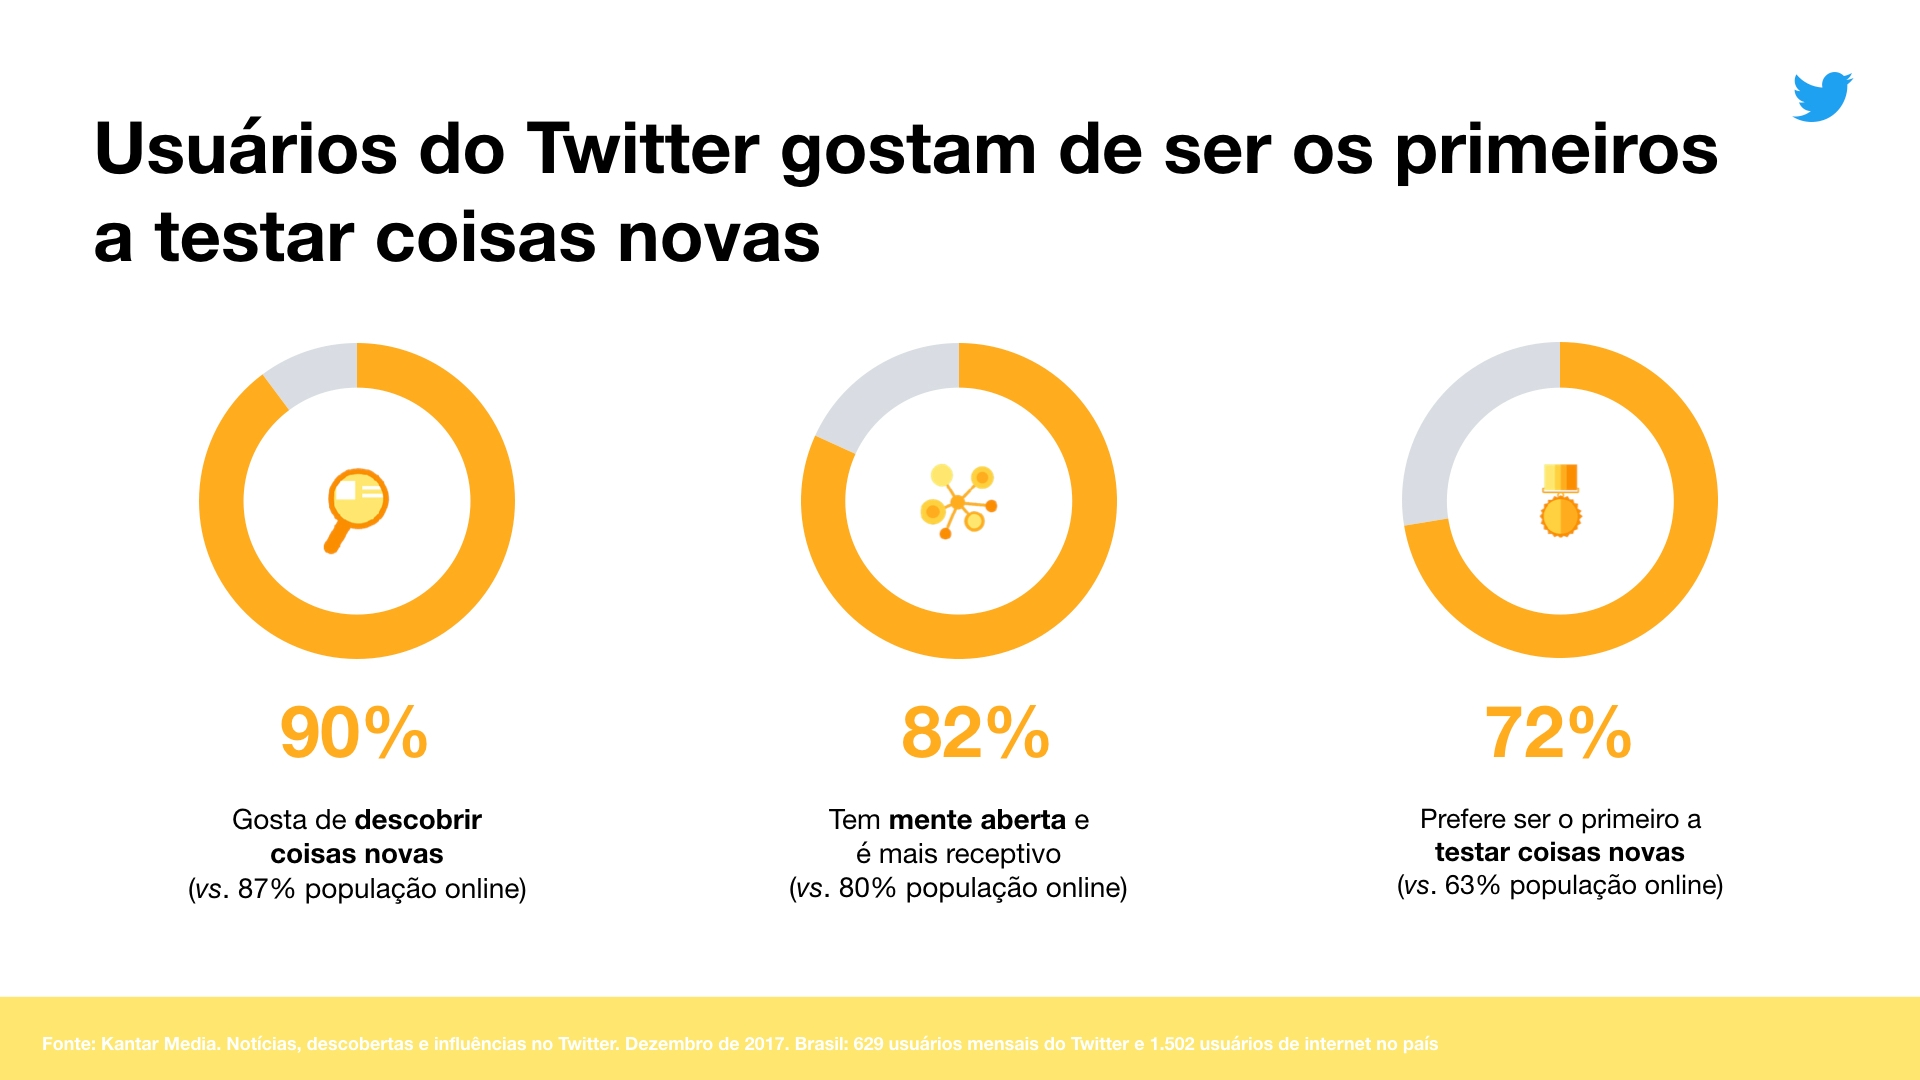 Usuários do Twitter gostam de ser os primeiros
a testar coisas novas
90%
Gosta de descobrir
coisas novas
(vs. 87% população online)
82%
Tem mente aberta e
é mais receptivo
(vs. 80% população online)
72%
Prefere ser o primeiro a
testar coisas novas
(vs. 63% população online)
Fonte: Kantar Media. Notícias, descobertas e influências no Twitter. Dezembro de 2017. Brasil: 629 usuários mensais do Twitter e 1.502 usuários de internet no país